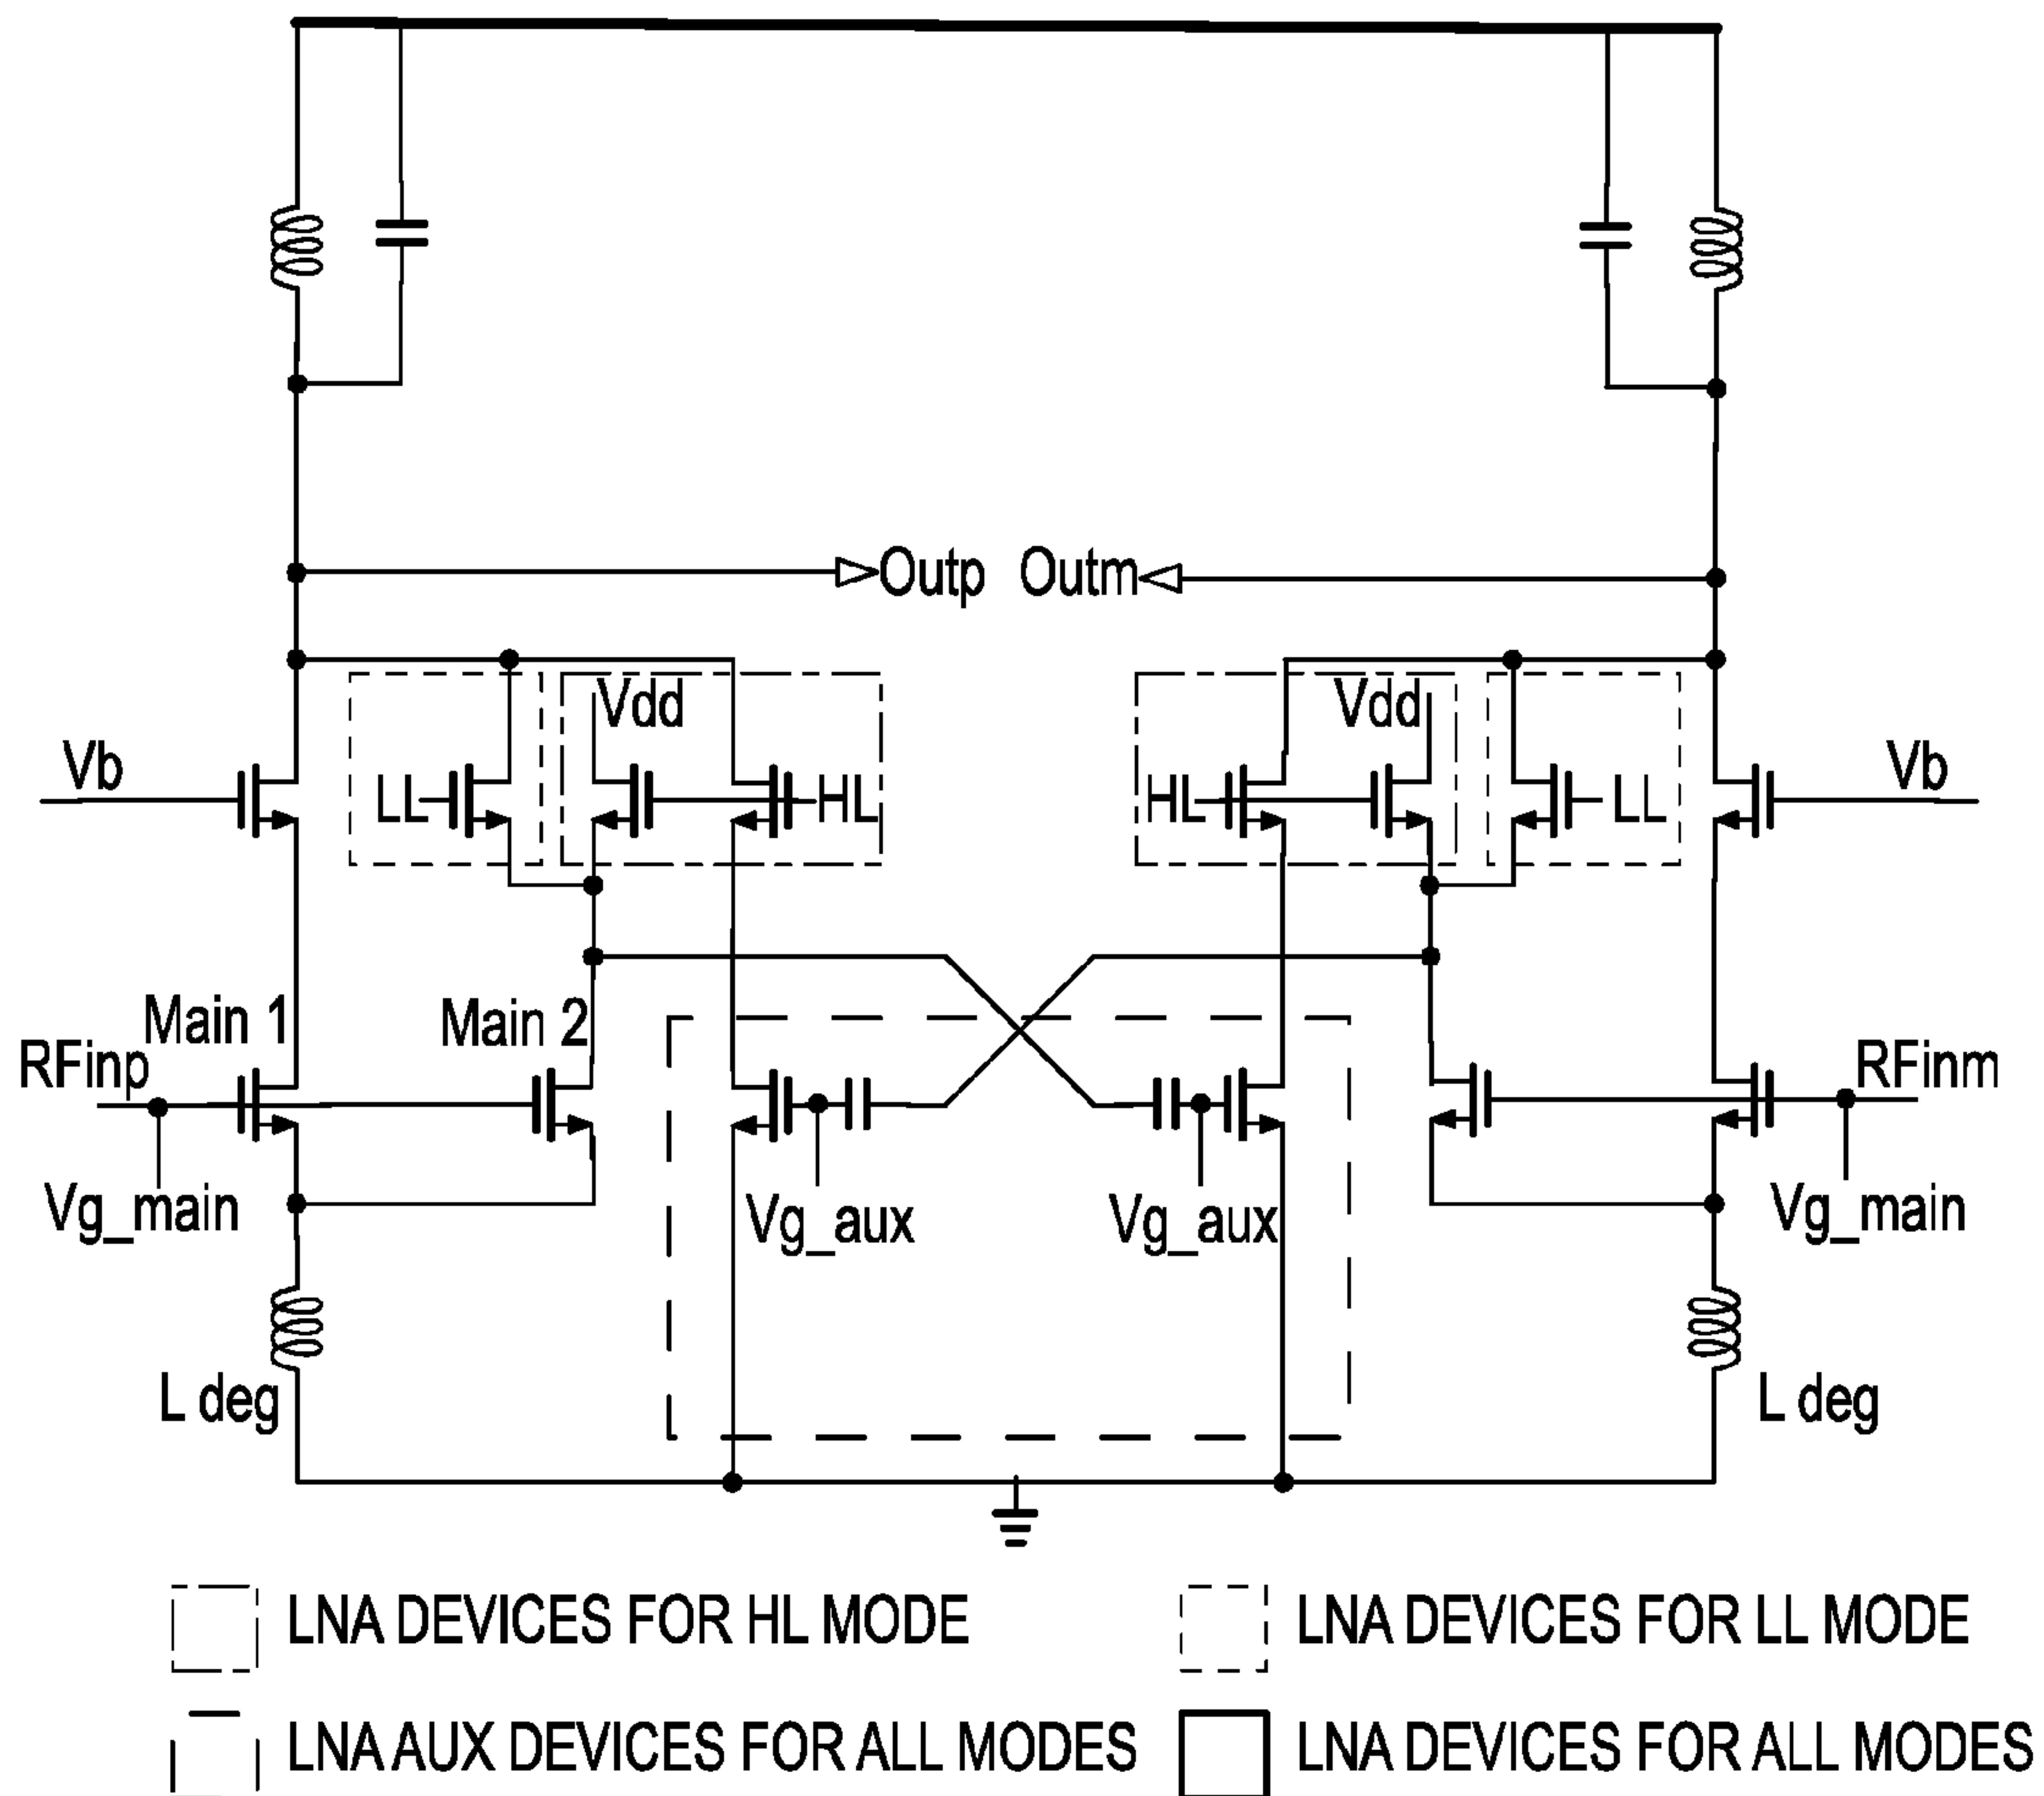 Outp Outm
Vdd Vdd
Vb LL HL HL LL Vb
Main 1 Main 2
RFinp RFinm
Vg_main Vg_aux Vg_aux Vg_main
L deg L deg
LNA DEVICES FOR HL MODE
LNA DEVICES FOR LL MODE
LNA AUX DEVICES FOR ALL MODES
LNA DEVICES FOR ALL MODES